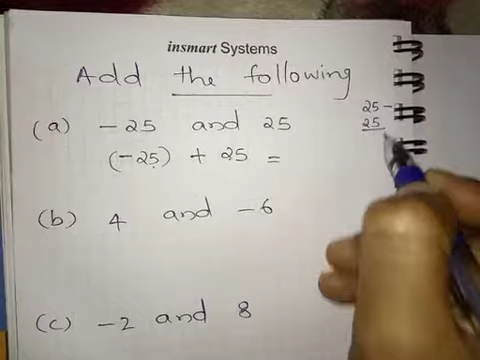 insmart Systems
Add the following
(a) -25 and 25
(-25) + 25 =
25 -
25
(b) 4 and -6
(c) -2 and 8